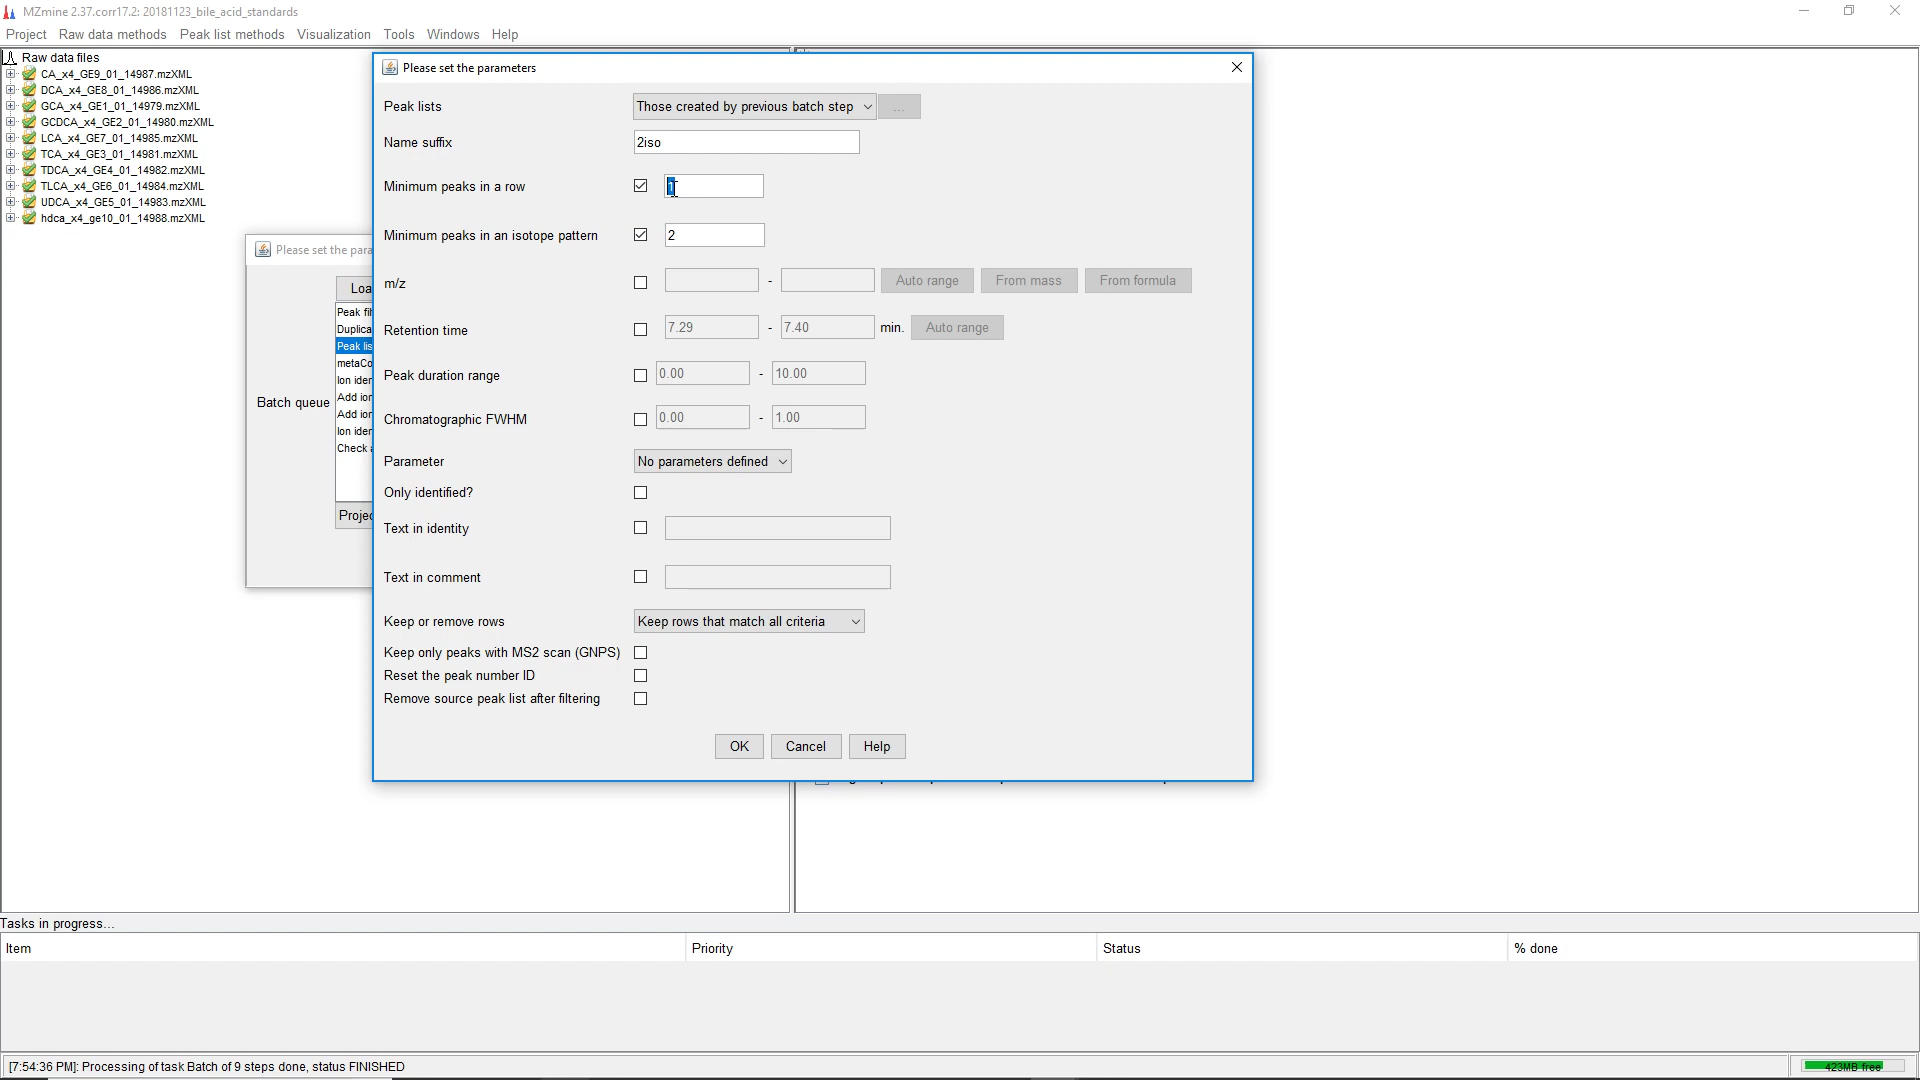 MZmine 2.37.corr17.2: 20181123_bile_acid_standards
Project Raw data methods Peak list methods Visualization Tools Windows Help
Raw data files
CA_x4_GE9_01_14987.mzXML
DCA_x4_GE8_01_14986.mzXML
GCA_x4_GE1_01_14979.mzXML
GCDCA_x4_GE2_01_14980.mzXML
LCA_x4_GE7_01_14985.mzXML
TCA_x4_GE3_01_14981.mzXML
TDCA_x4_GE4_01_14982.mzXML
TLCA_x4_GE6_01_14984.mzXML
UDCA_x4_GE5_01_14983.mzXML
hdca_x4_ge10_01_14988.mzXML
Please set the para
Loa
Peak fil
Duplica
Peak lis
metaCo
Ion iden
Add ion
Add ion
Ion iden
Check a
Batch queue
Projec
Please set the parameters
Peak lists Those created by previous batch step ...
Name suffix 2iso
Minimum peaks in a row 1
Minimum peaks in an isotope pattern 2
m/z - Auto range From mass From formula
Retention time 7.29 - 7.40 min. Auto range
Peak duration range 0.00 - 10.00
Chromatographic FWHM 0.00 - 1.00
Parameter No parameters defined
Only identified?
Text in identity
Text in comment
Keep or remove rows Keep rows that match all criteria
Keep only peaks with MS2 scan (GNPS)
Reset the peak number ID
Remove source peak list after filtering
OK Cancel Help
Tasks in progress...
Item Priority Status % done
[7:54:36 PM]: Processing of task Batch of 9 steps done, status FINISHED
423MB free